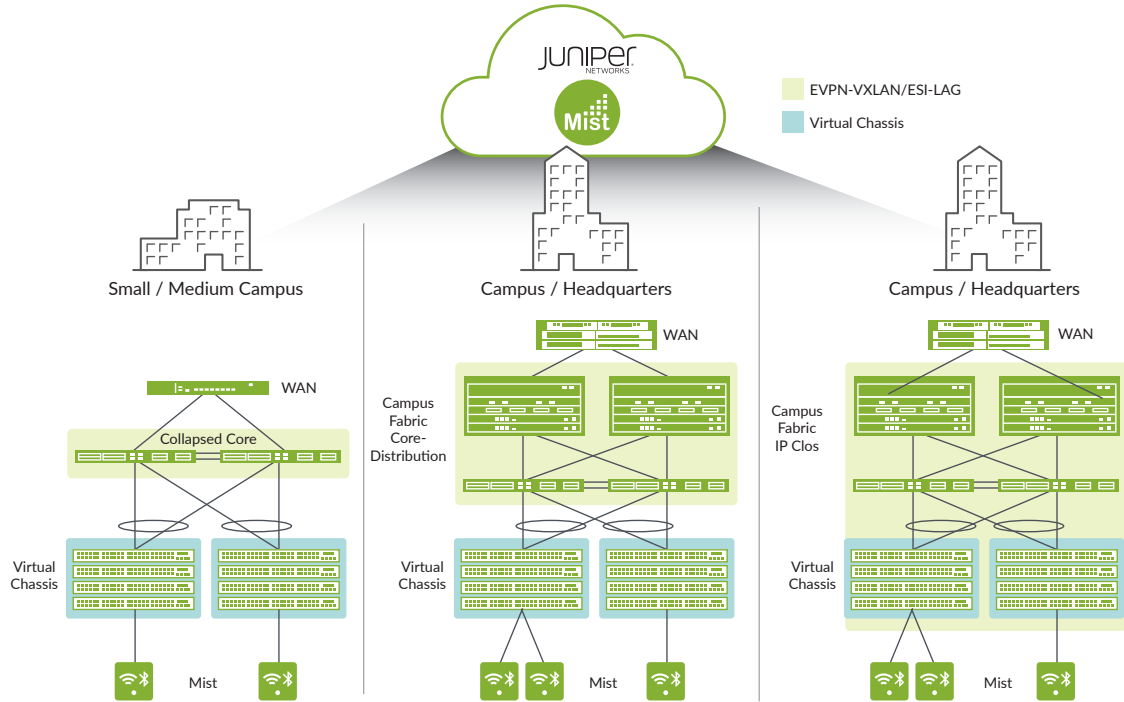 JUNIPER
NETWORKS
Mist
EVPN-VXLAN/ESI-LAG
Virtual Chassis
Small / Medium Campus
Campus / Headquarters
Campus / Headquarters
WAN
Collapsed Core
Virtual
Chassis
Mist
WAN
Campus
Fabric
Core-
Distribution
Virtual
Chassis
Mist
WAN
Campus
Fabric
IP Clos
Virtual
Chassis
Mist